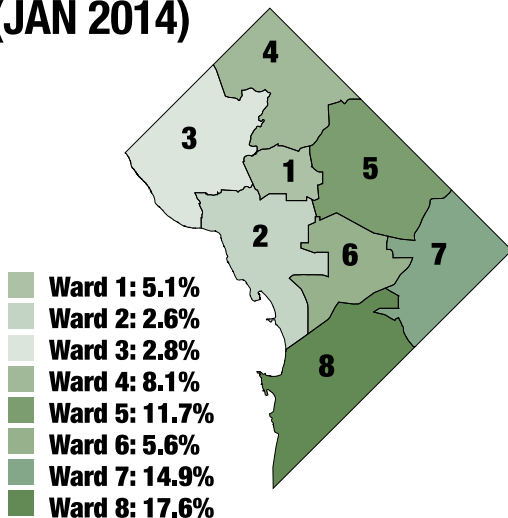 (JAN 2014)
4
3
1
5
2
6
7
8
Ward 1: 5.1%
Ward 2: 2.6%
Ward 3: 2.8%
Ward 4: 8.1%
Ward 5: 11.7%
Ward 6: 5.6%
Ward 7: 14.9%
Ward 8: 17.6%